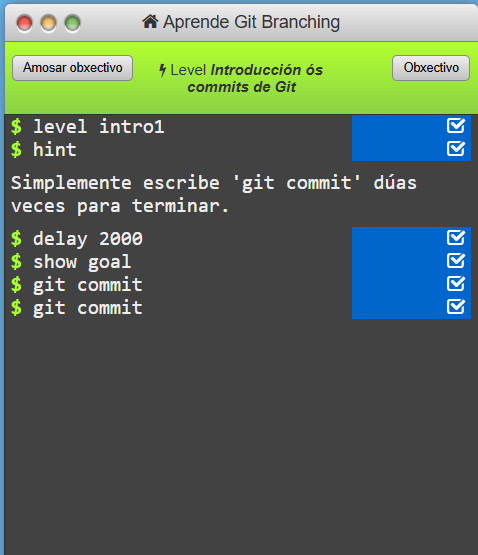 Aprende Git Branching
Amosar obxectivo
Level Introducción ós
commits de Git
Obxectivo
$ level intro1
$ hint
Simplemente escribe 'git commit' dúas
veces para terminar.
$ delay 2000
$ show goal
$ git commit
$ git commit